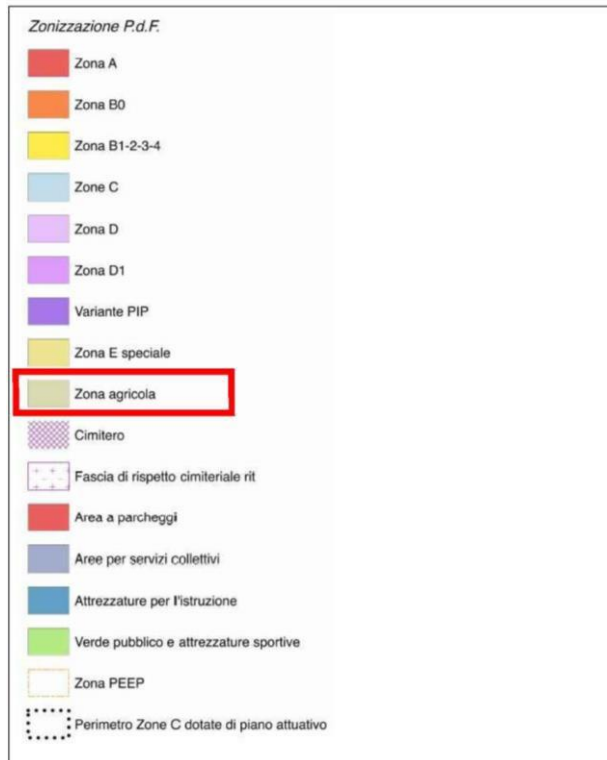 Zonizzazione P.d.F.
Zona A
Zona B0
Zona B1-2-3-4
Zone C
Zona D
Zona D1
Variante PIP
Zona E speciale
Zona agricola
Cimitero
Fascia di rispetto cimiteriale rit
Area a parcheggi
Aree per servizi collettivi
Attrezzature per l'istruzione
Verde pubblico e attrezzature sportive
Zona PEEP
Perimetro Zone C dotate di piano attuativo